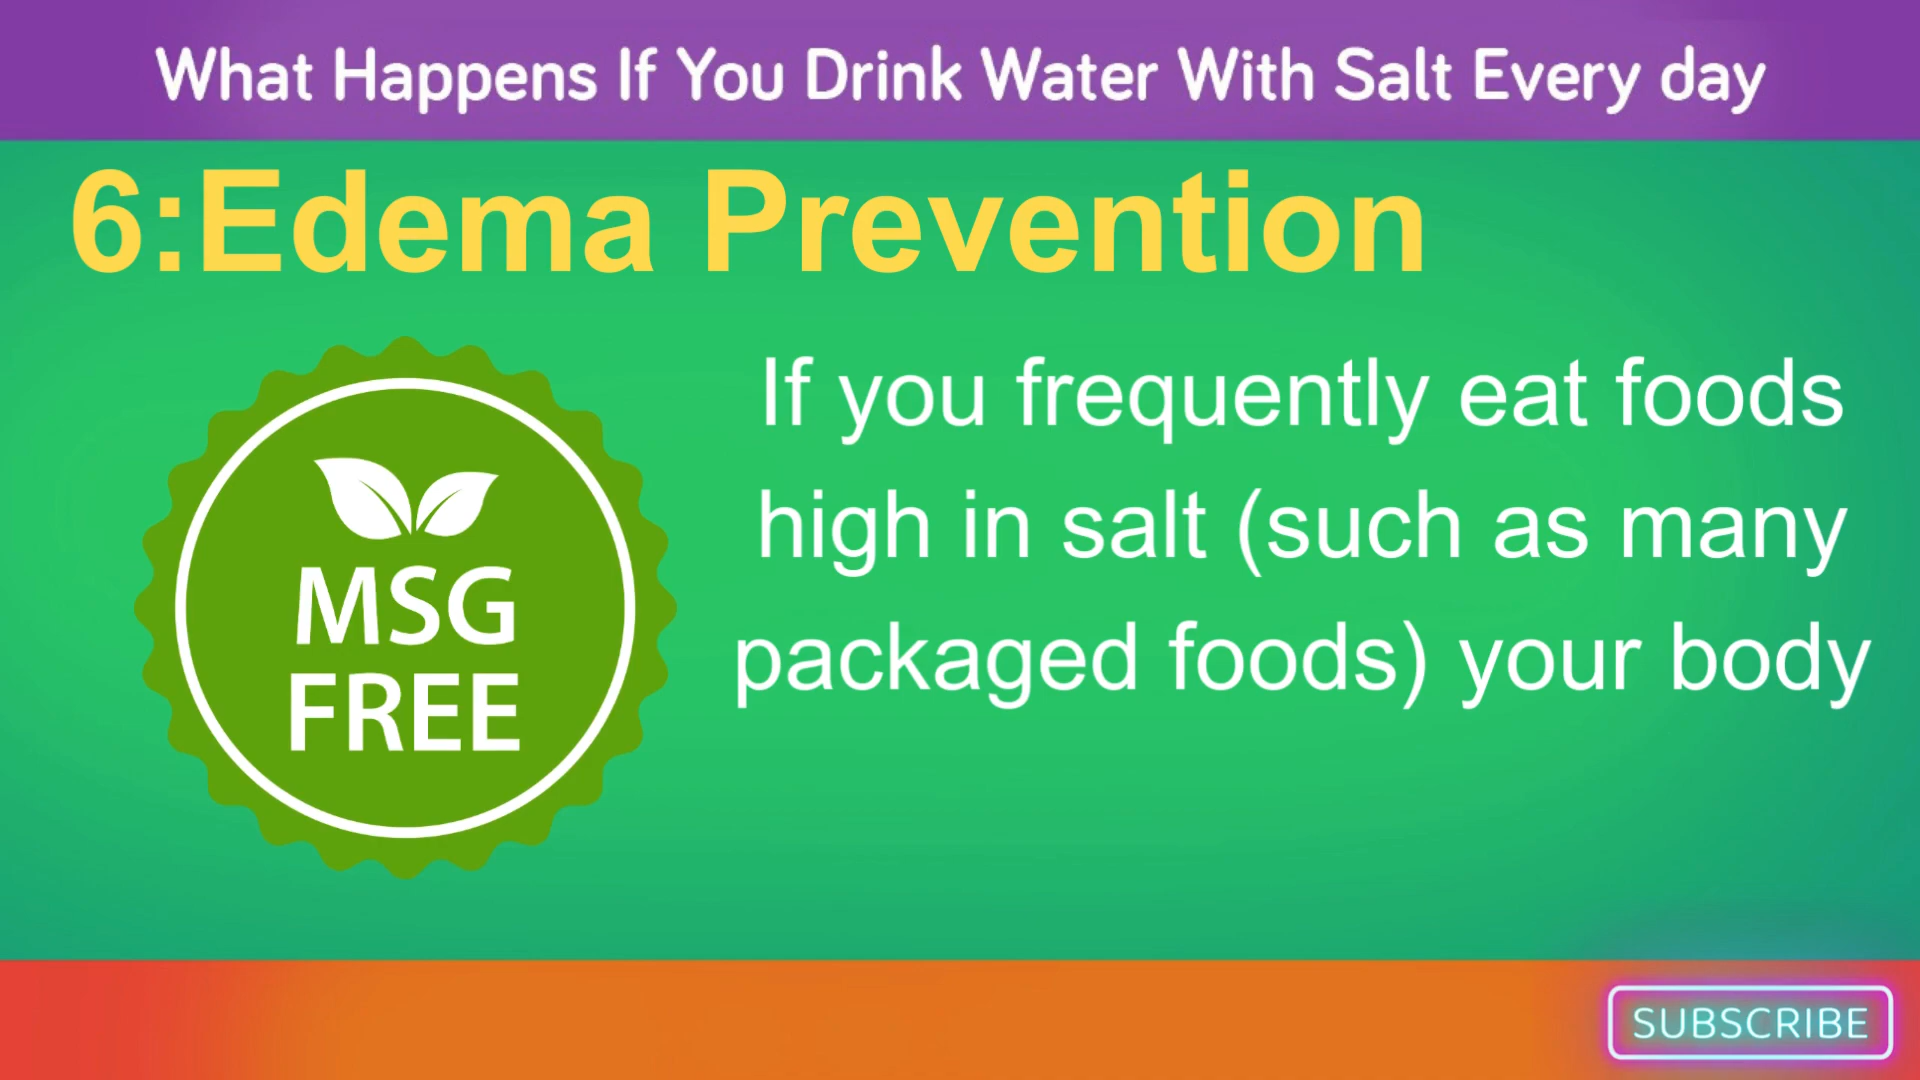 What Happens If You Drink Water With Salt Every day
6:Edema Prevention
If you frequently eat foods
high in salt (such as many
packaged foods) your body
MSG
FREE
SUBSCRIBE